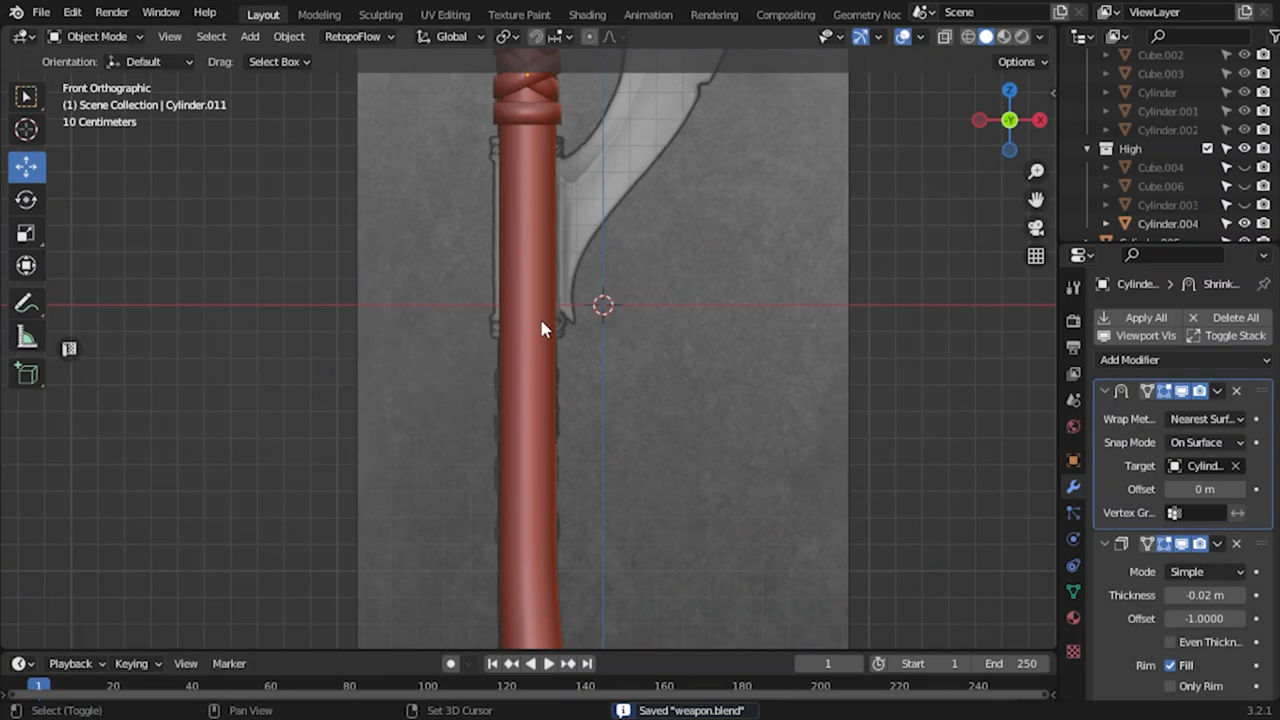 File Edit Render Window Help Layout Modeling Sculpting UV Editing Texture Paint Shading Animation Rendering Compositing Geometry Noc Scene ViewLayer
Object Mode View Select Add Object RetopoFlow Global
Orientation: Default Drag: Select Box Options
Front Orthographic
(1) Scene Collection | Cylinder.011
10 Centimeters
Cube.002
Cube.003
Cylinder
Cylinder.001
Cylinder.002
High
Cube.004
Cube.006
Cylinder.003
Cylinder.004
Cylinde... Shrink...
Apply All Delete All
Viewport Vis Toggle Stack
Add Modifier
Wrap Met... Nearest Surf...
Snap Mode On Surface
Target Cylind...
Offset 0 m
Vertex Gr...
Mode Simple
Thickness -0.02 m
Offset -1.0000
Even Thickn...
Rim Fill
Only Rim
Playback Keying View Marker 1 Start 1 End 250
1 20 40 60 80 100 120 140 160 180 200 220 240
Select (Toggle) Pan View Set 3D Cursor Saved "weapon.blend" 3.2.1